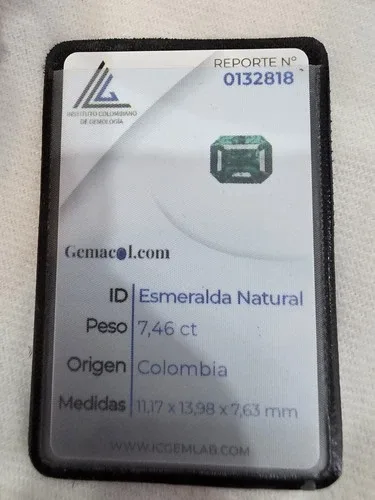 REPORTE N°
0132818
INSTITUTO COLOMBIANO
DE GEMOLOGÍA
Gemacol.com
ID Esmeralda Natural
Peso 7,46 ct
Origen Colombia
Medidas 11,17 x 13,98 x 7,63 mm
WWW.ICGEMLAB.COM